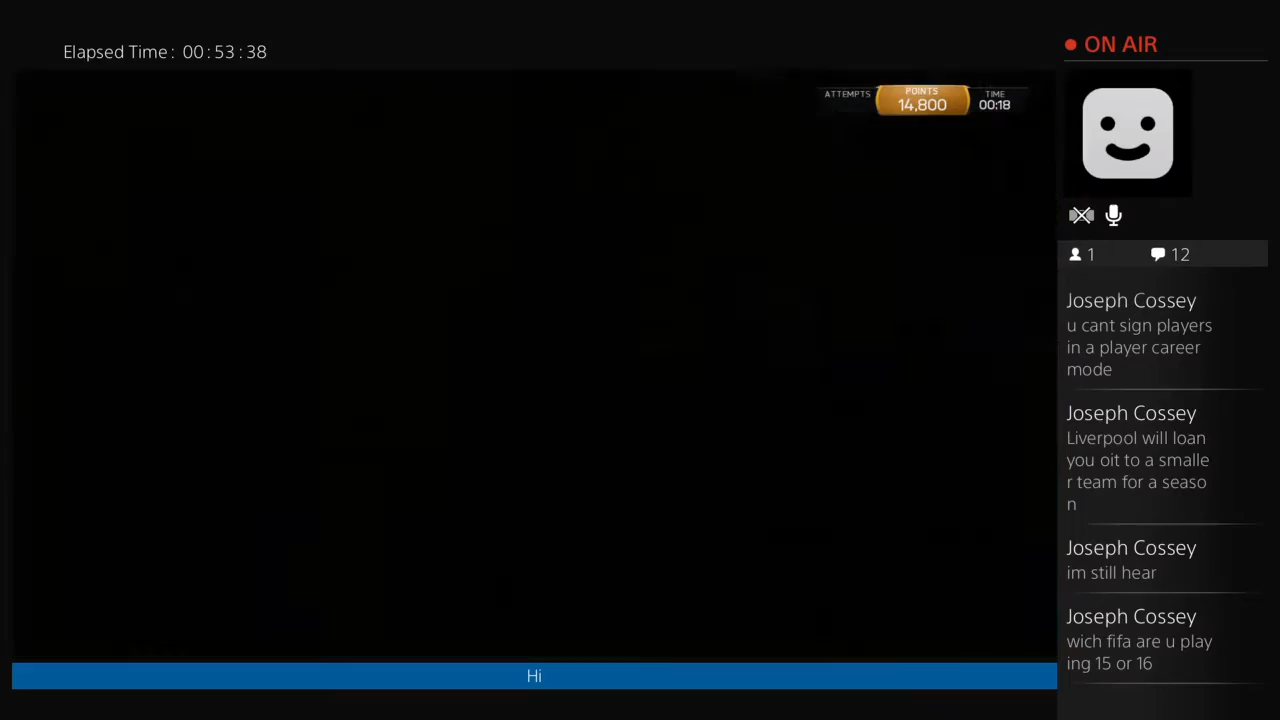 Elapsed Time: 00:53:38
ON AIR
ATTEMPTS
POINTS
14,800
TIME
00:18
1
12
Joseph Cossey
u cant sign players
in a player career
mode
Joseph Cossey
Liverpool will loan
you oit to a smalle
r team for a seaso
n
Joseph Cossey
im still hear
Joseph Cossey
wich fifa are u play
ing 15 or 16
Hi